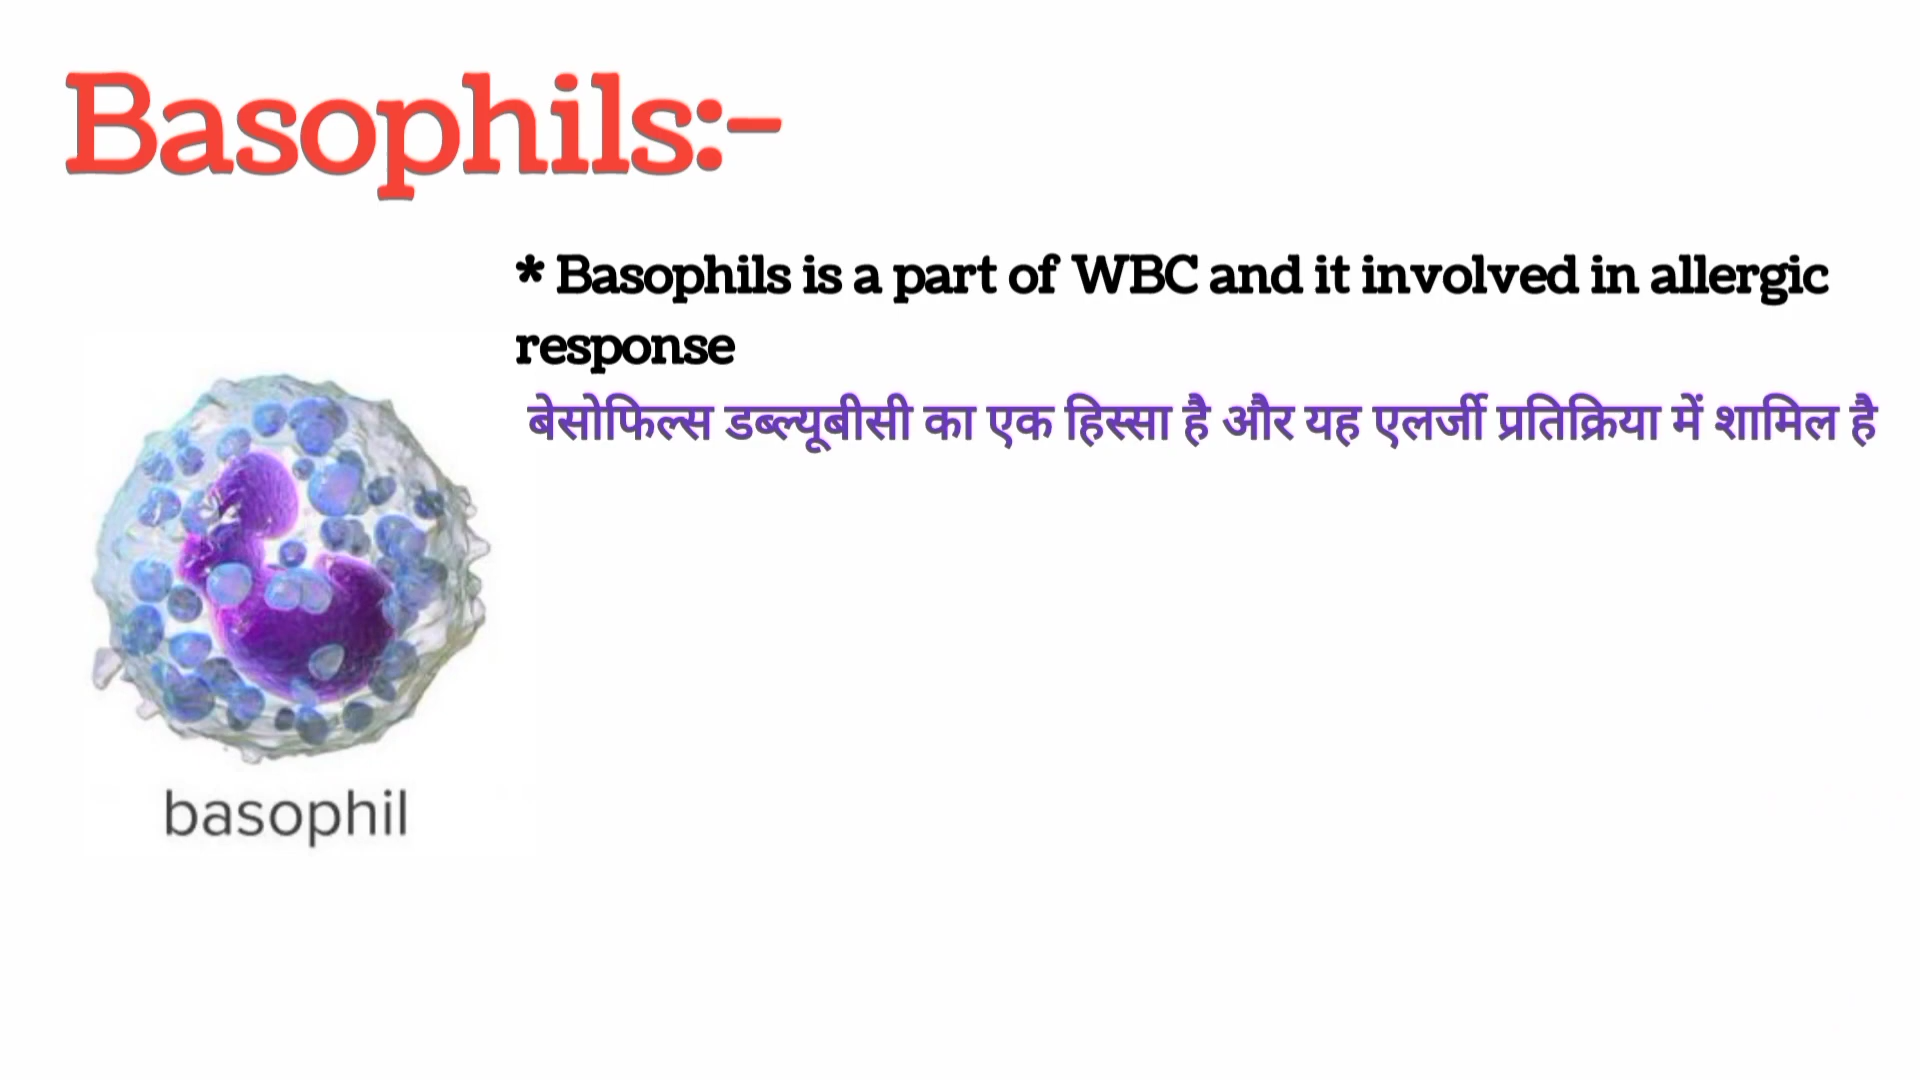 Basophils:-
* Basophils is a part of WBC and it involved in allergic
response
बेसोफिल्स डब्ल्यूबीसी का एक हिस्सा है और यह एलर्जी प्रतिक्रिया में शामिल है
basophil